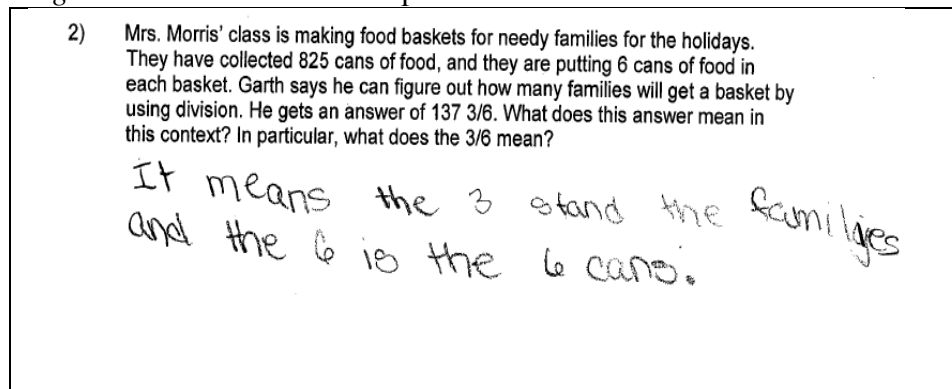 2) Mrs. Morris' class is making food baskets for needy families for the holidays.
They have collected 825 cans of food, and they are putting 6 cans of food in
each basket. Garth says he can figure out how many families will get a basket by
using division. He gets an answer of 137 3/6. What does this answer mean in
this context? In particular, what does the 3/6 mean?
It means the 3 stand the familjes
and the 6 is the 6 cans.